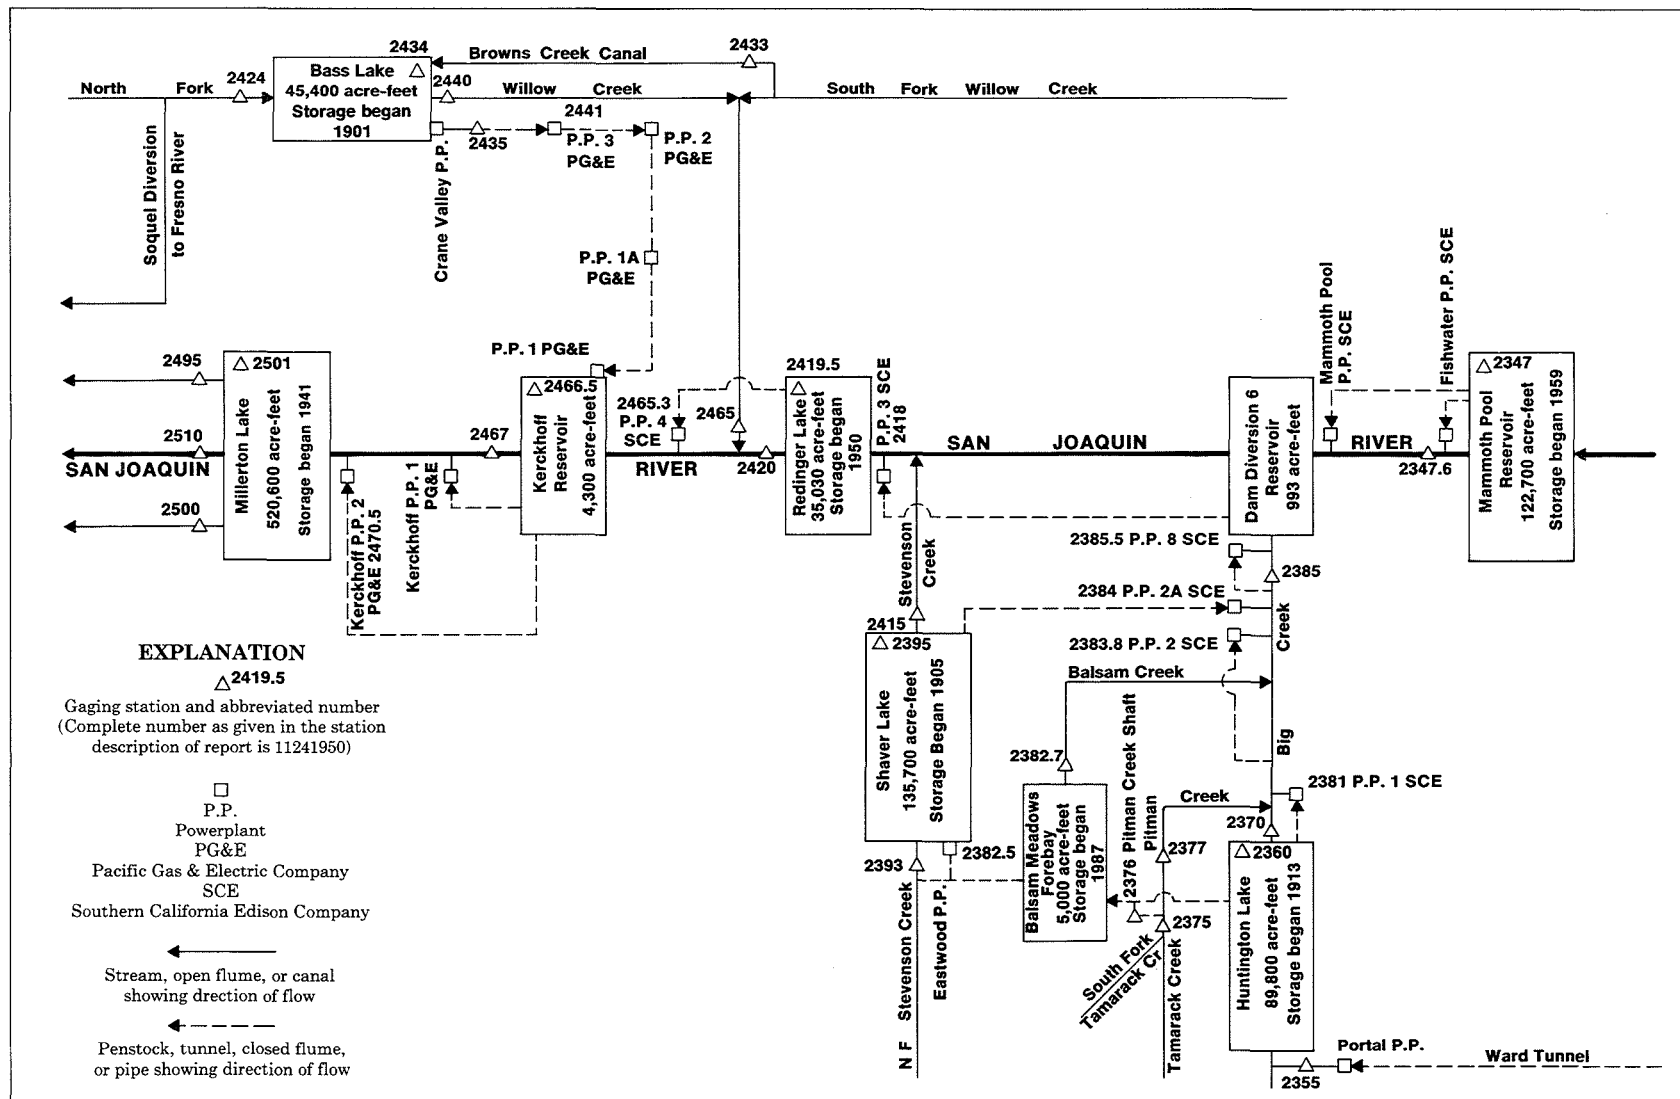 2434
Browns Creek Canal
2433
North
Fork
2424
Bass Lake
45,400 acre-feet
Storage began
1901
2440
Willow Creek
South Fork Willow Creek
2435
2441
P.P. 3
PG&E
P.P. 2
PG&E
Crane Valley P.P.
Soquel Diversion
to Fresno River
P.P. 1A
PG&E
P.P. 1 PG&E
2495
2510
SAN JOAQUIN
2500
2501
Millerton Lake
520,600 acre-feet
Storage began 1941
Kerckhoff P.P. 2
PG&E 2470.5
Kerckhoff P.P. 1
PG&E
2467
2466.5
Kerckhoff
Reservoir
4,300 acre-feet
2465.3
P.P. 4
SCE
RIVER
2465
2420
2419.5
Redinger Lake
35,030 acre-feet
Storage began
1950
P.P. 3 SCE
2418
SAN JOAQUIN
Stevenson
Creek
Dam Diversion 6
Reservoir
993 acre-feet
Mammoth Pool
P.P. SCE
RIVER
Fishwater P.P. SCE
2347.6
2347
Mammoth Pool
Reservoir
122,700 acre-feet
Storage began 1959
2385.5 P.P. 8 SCE
2385
2384 P.P. 2A SCE
2383.8 P.P. 2 SCE
Creek
Balsam Creek
Big
2415
2395
Shaver Lake
135,700 acre-feet
Storage Began 1905
2382.7
2382.5
2393
N F Stevenson Creek
Eastwood P.P.
Balsam Meadows
Forebay
5,000 acre-feet
Storage began
1987
2376 Pitman Creek Shaft
Pitman
Creek
2377
2375
South Fork
Tamarack Cr
Tamarack Creek
2381 P.P. 1 SCE
2370
2360
Huntington Lake
89,800 acre-feet
Storage began 1913
Portal P.P.
Ward Tunnel
2355
EXPLANATION
2419.5
Gaging station and abbreviated number
(Complete number as given in the station
description of report is 11241950)
P.P.
Powerplant
PG&E
Pacific Gas & Electric Company
SCE
Southern California Edison Company
Stream, open flume, or canal
showing drection of flow
Penstock, tunnel, closed flume,
or pipe showing direction of flow